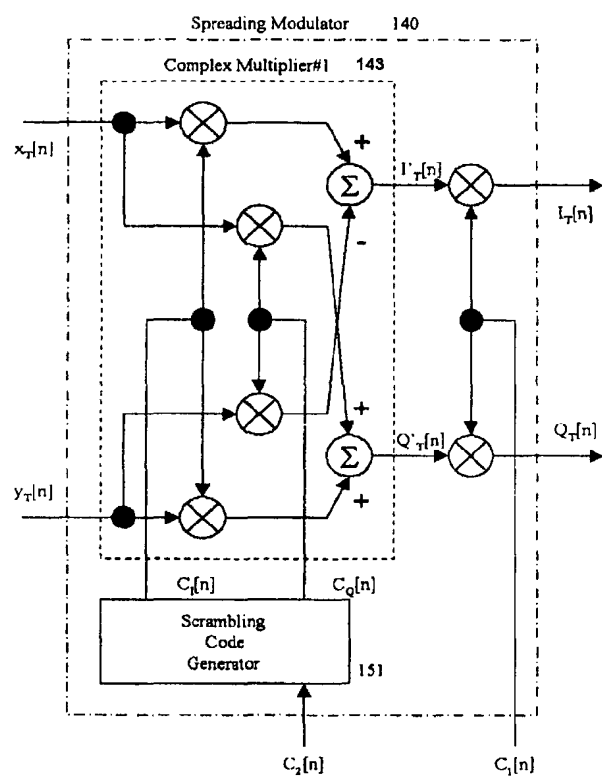 Spreading Modulator 140
Complex Multiplier#1 143
x_T[n]
+
Σ
I'_T[n]
I_T[n]
-
+
Σ
Q'_T[n]
Q_T[n]
y_T[n]
+
C_I[n]
C_Q[n]
Scrambling
Code
Generator
151
C_2[n]
C_1[n]